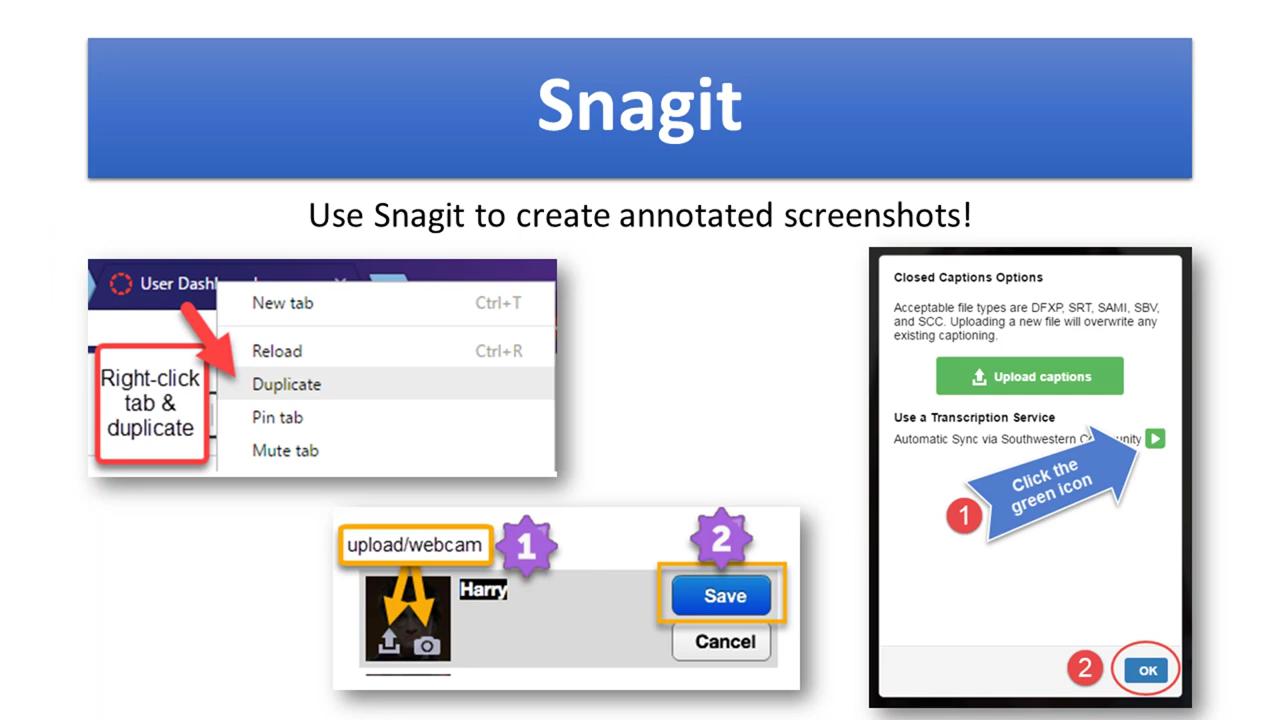 Snagit
Use Snagit to create annotated screenshots!
User Dash
New tab Ctrl+T
Reload Ctrl+R
Duplicate
Pin tab
Mute tab
Right-click
tab &
duplicate
upload/webcam
1
2
Harry
Save
Cancel
Closed Captions Options
Acceptable file types are DFXP, SRT, SAMI, SBV,
and SCC. Uploading a new file will overwrite any
existing captioning.
Upload captions
Use a Transcription Service
Automatic Sync via Southwestern
Click the
green icon
1
2
OK